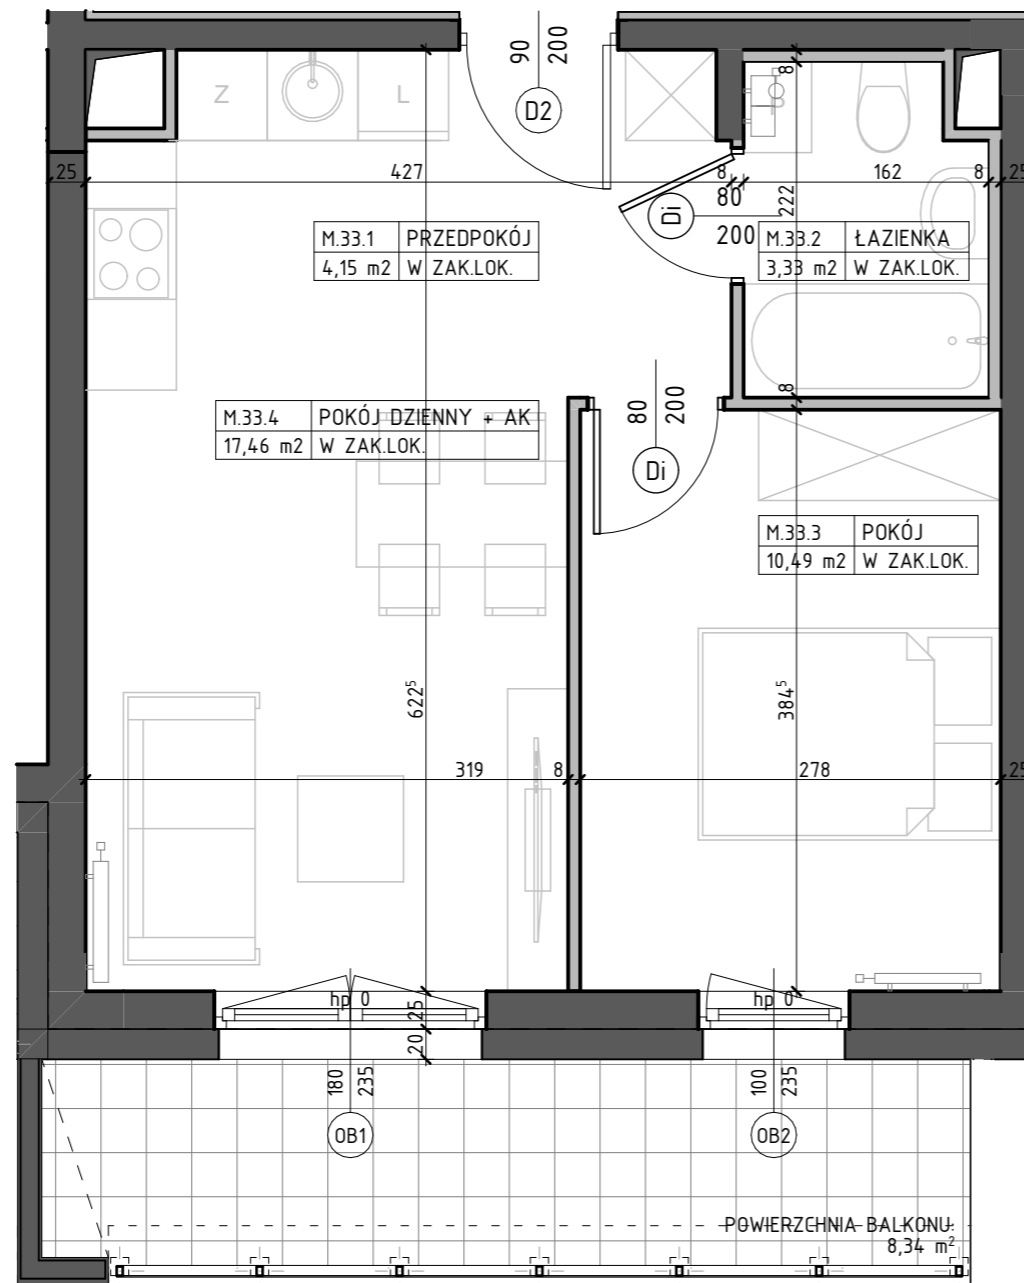 90
200
D2
Z
L
8
B
25
427
8
162
8
25
80
200
Di
222
M.33.1 PRZEDPOKÓJ
4,15 m2 W ZAK.LOK.
M.33.2 ŁAZIENKA
3,33 m2 W ZAK.LOK.
8
80
200
Di
M.33.4 POKÓJ DZIENNY + AK
17,46 m2 W ZAK.LOK.
M.33.3 POKÓJ
10,49 m2 W ZAK.LOK.
622⁵
384⁵
319
8
278
25
hp 0
hp 0
25
20
180
235
OB1
100
235
OB2
POWIERZCHNIA BALKONU:
8,34 m²